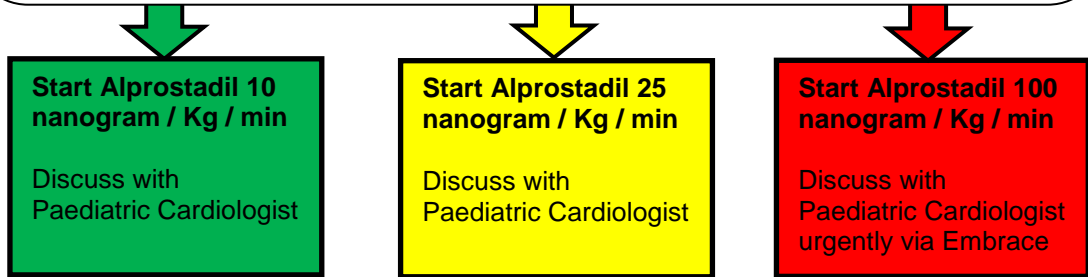 Start Alprostadil 10
nanogram / Kg / min
Discuss with
Paediatric Cardiologist
Start Alprostadil 25
nanogram / Kg / min
Discuss with
Paediatric Cardiologist
Start Alprostadil 100
nanogram / Kg / min
Discuss with
Paediatric Cardiologist
urgently via Embrace